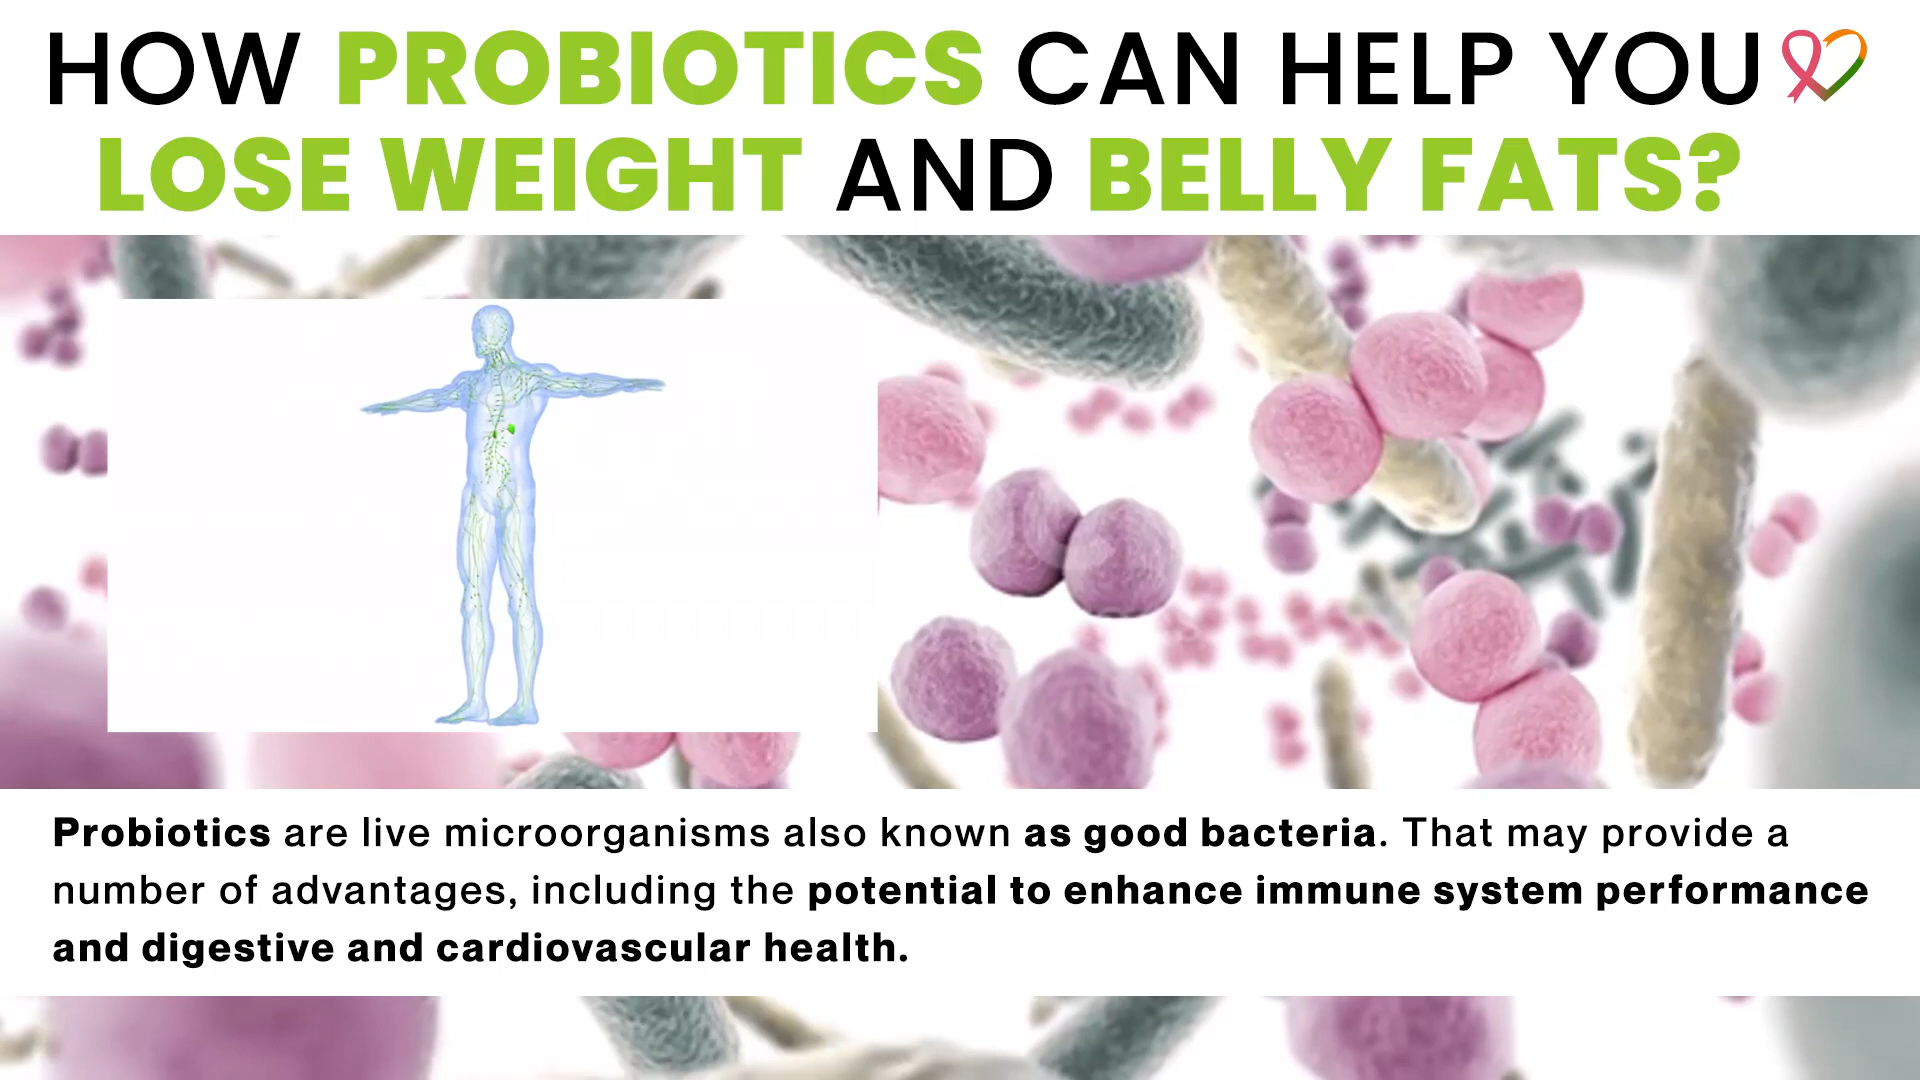 HOW PROBIOTICS CAN HELP YOU
LOSE WEIGHT AND BELLY FATS?
Probiotics are live microorganisms also known as good bacteria. That may provide a
number of advantages, including the potential to enhance immune system performance
and digestive and cardiovascular health.